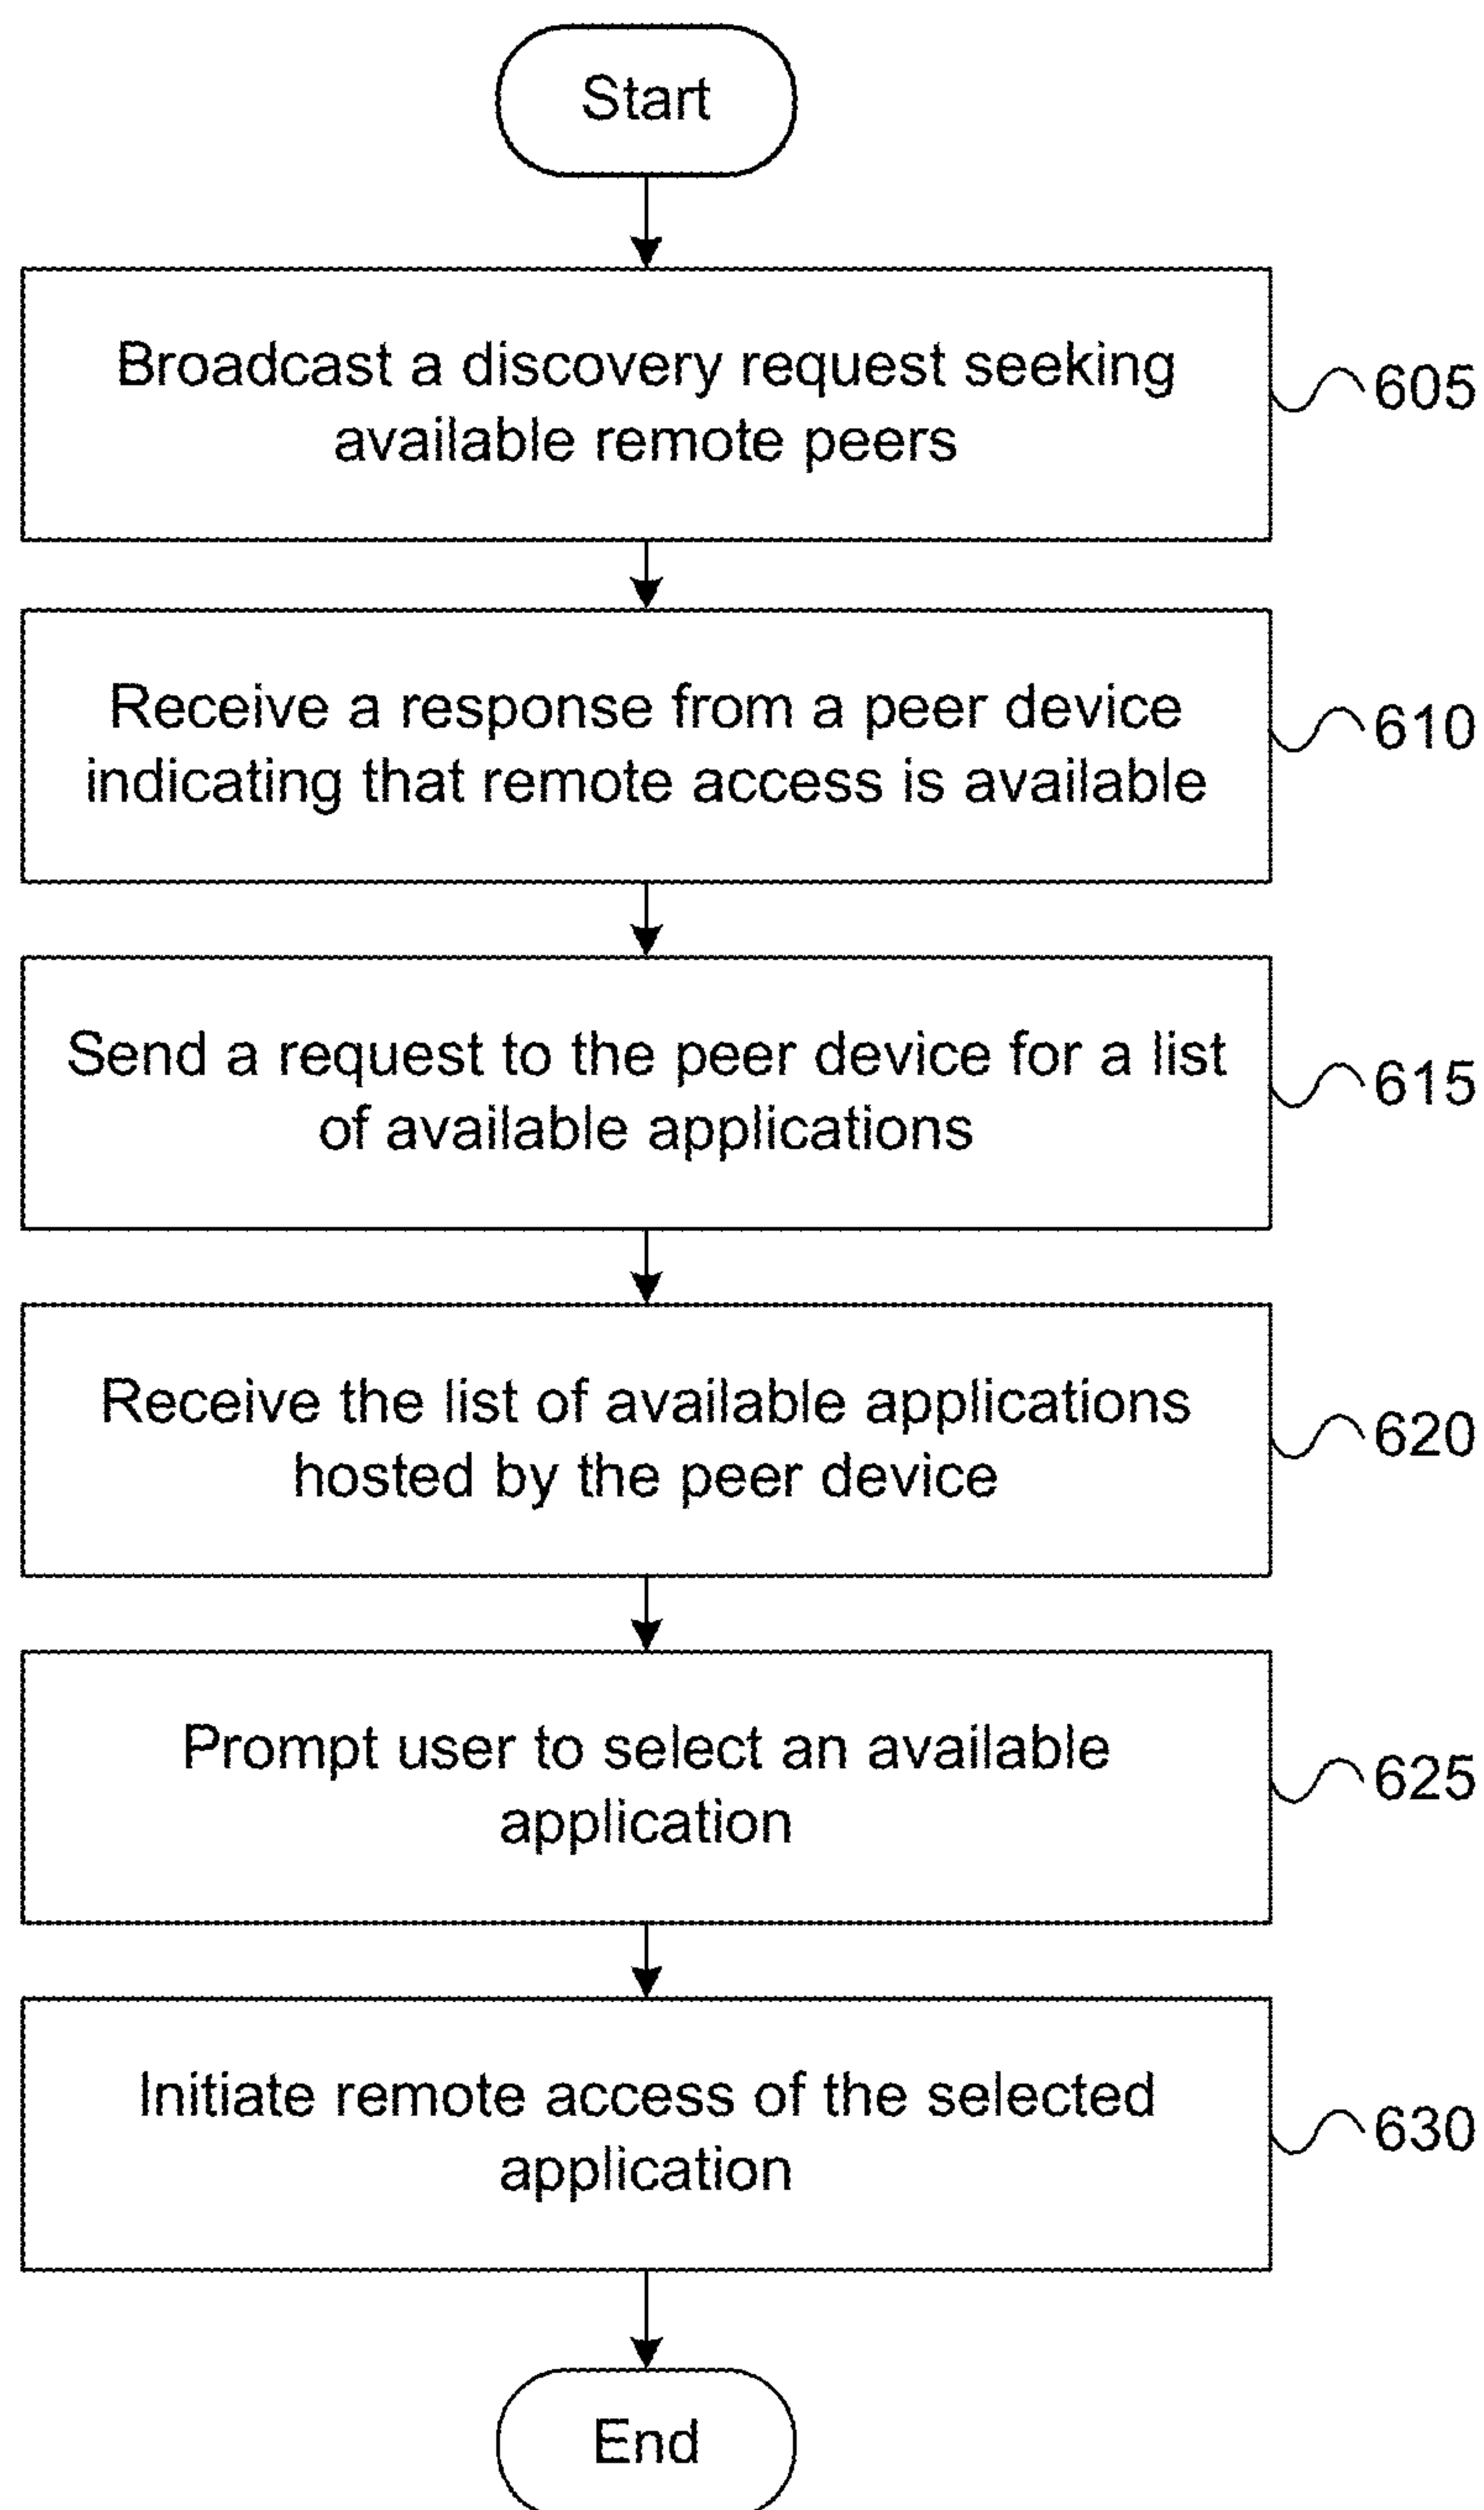 Start
Broadcast a discovery request seeking
available remote peers
605
Receive a response from a peer device
indicating that remote access is available
610
Send a request to the peer device for a list
of available applications
615
Receive the list of available applications
hosted by the peer device
620
Prompt user to select an available
application
625
Initiate remote access of the selected
application
630
End